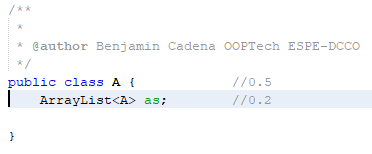 /**
 *
 * @author Benjamin Cadena OOPTech ESPE-DCCO
 */
public class A {             //0.5
    ArrayList<A> as;         //0.2
}